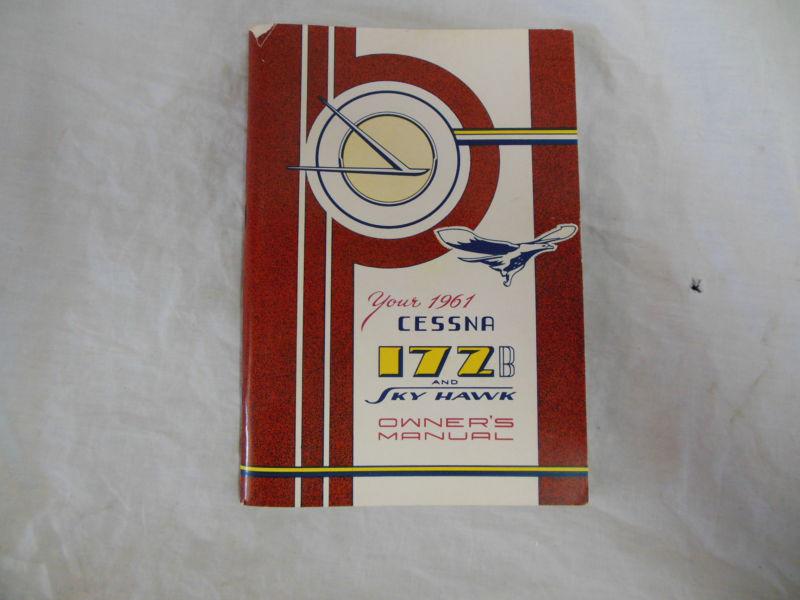 Your 1961
CESSNA
172B
AND
SKY HAWK
OWNER'S
MANUAL